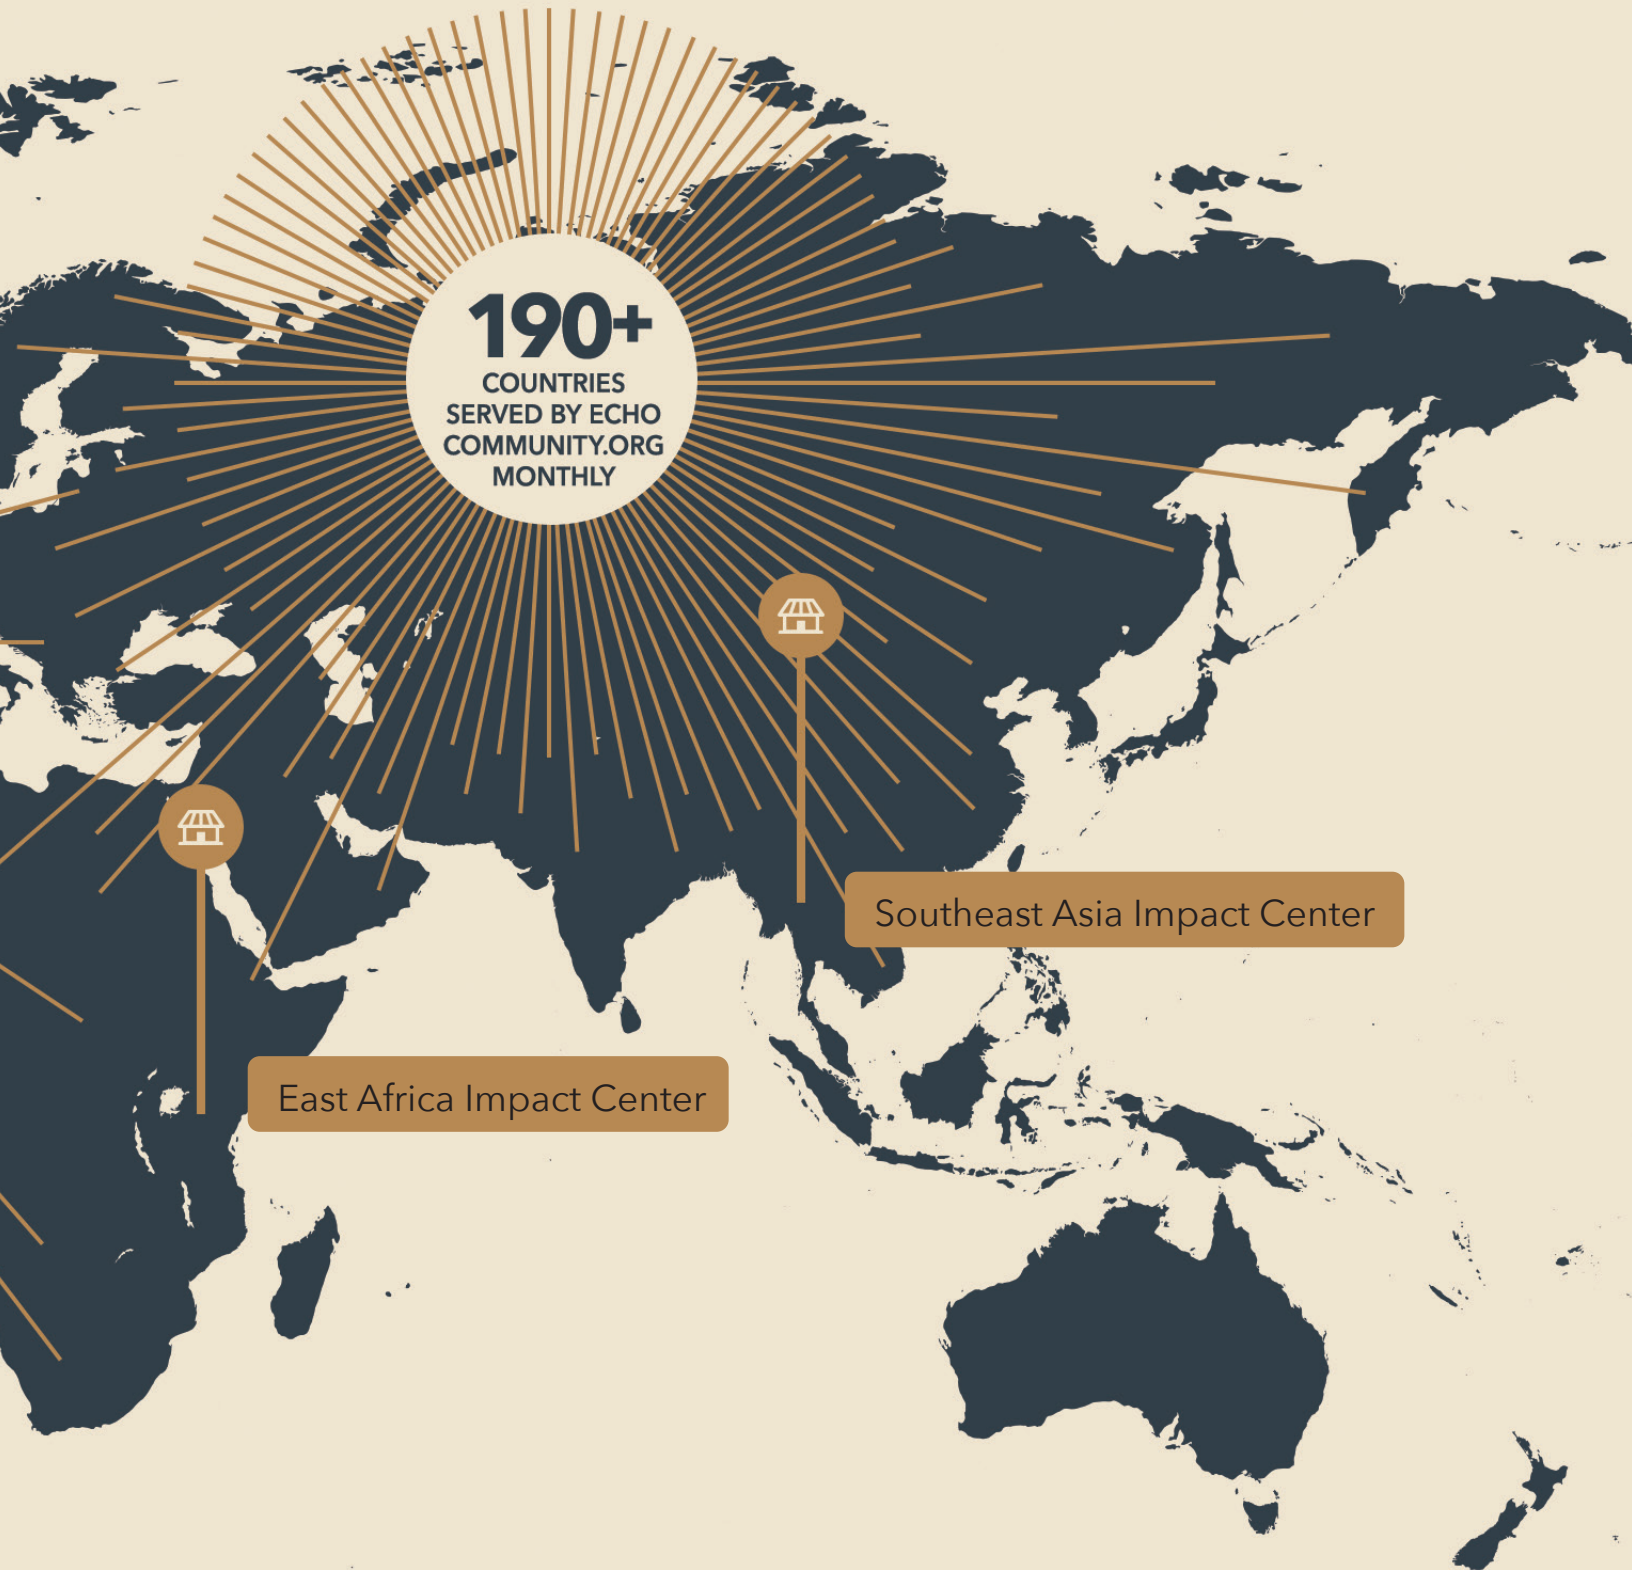 190+
COUNTRIES
SERVED BY ECHO
COMMUNITY.ORG
MONTHLY
Southeast Asia Impact Center
East Africa Impact Center